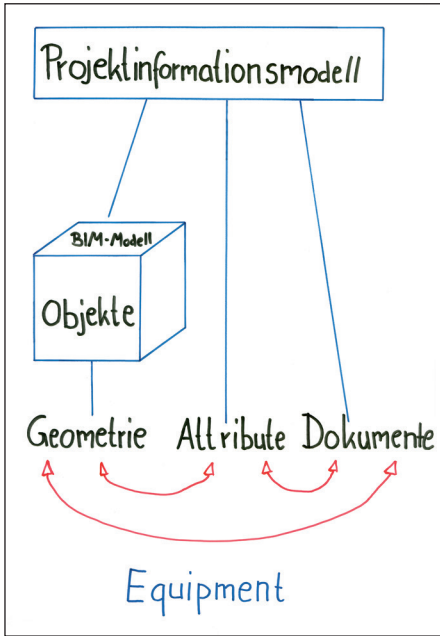 Projektinformationsmodell
BIM-Modell
Objekte
Geometrie Attribute Dokumente
Equipment